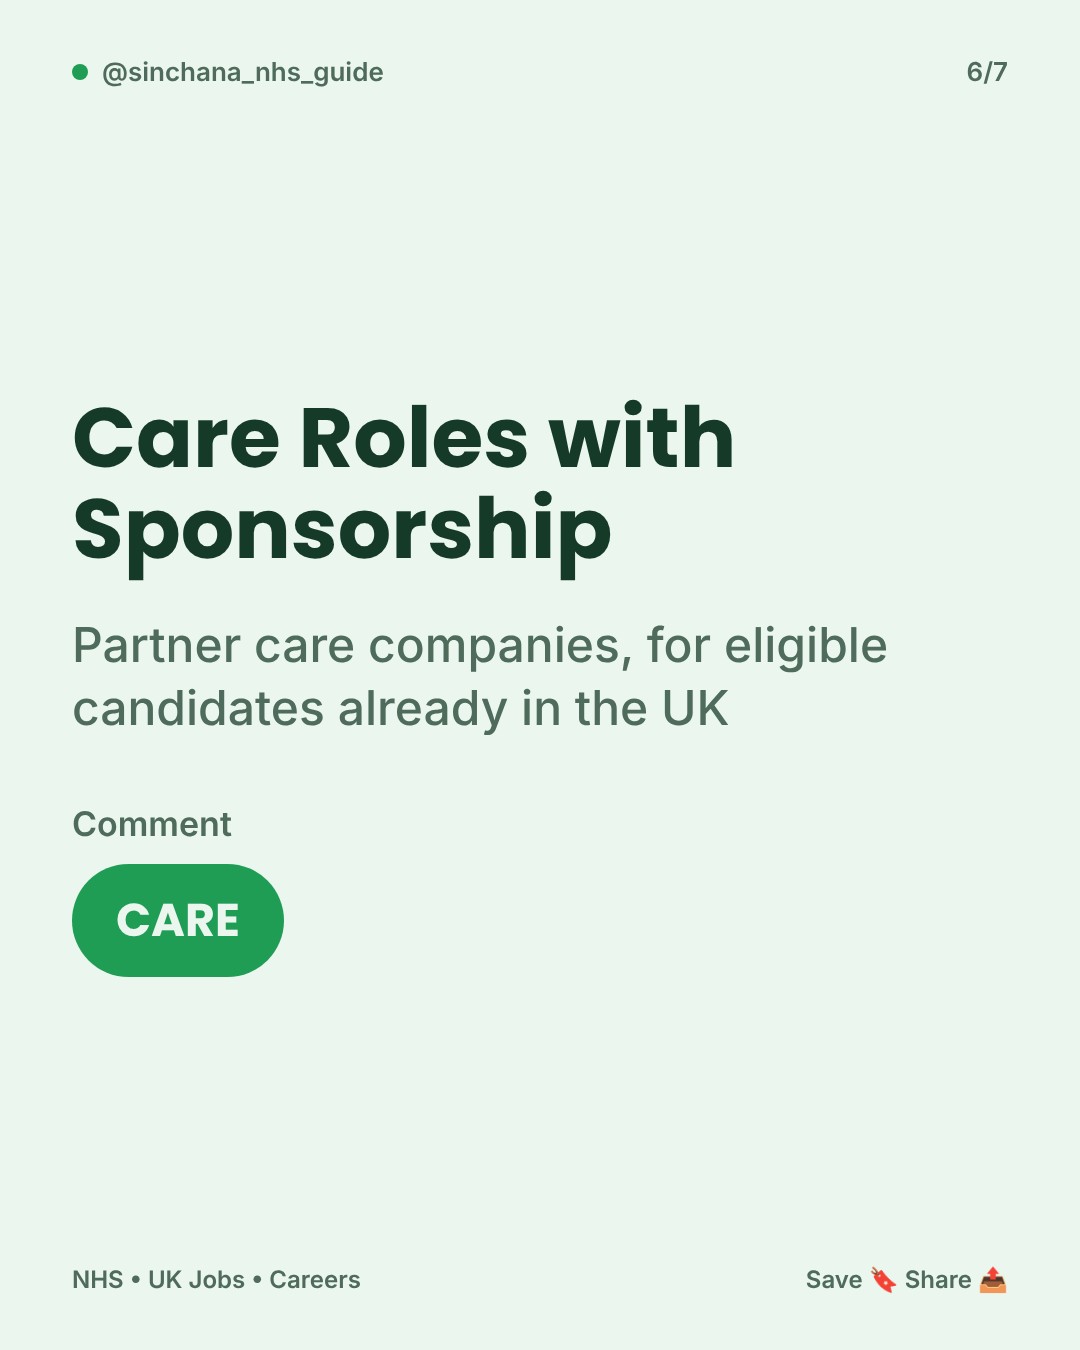 @sinchana_nhs_guide
6/7
Care Roles with
Sponsorship
Partner care companies, for eligible
candidates already in the UK
Comment
CARE
NHS • UK Jobs • Careers
Save 🔖 Share 📤